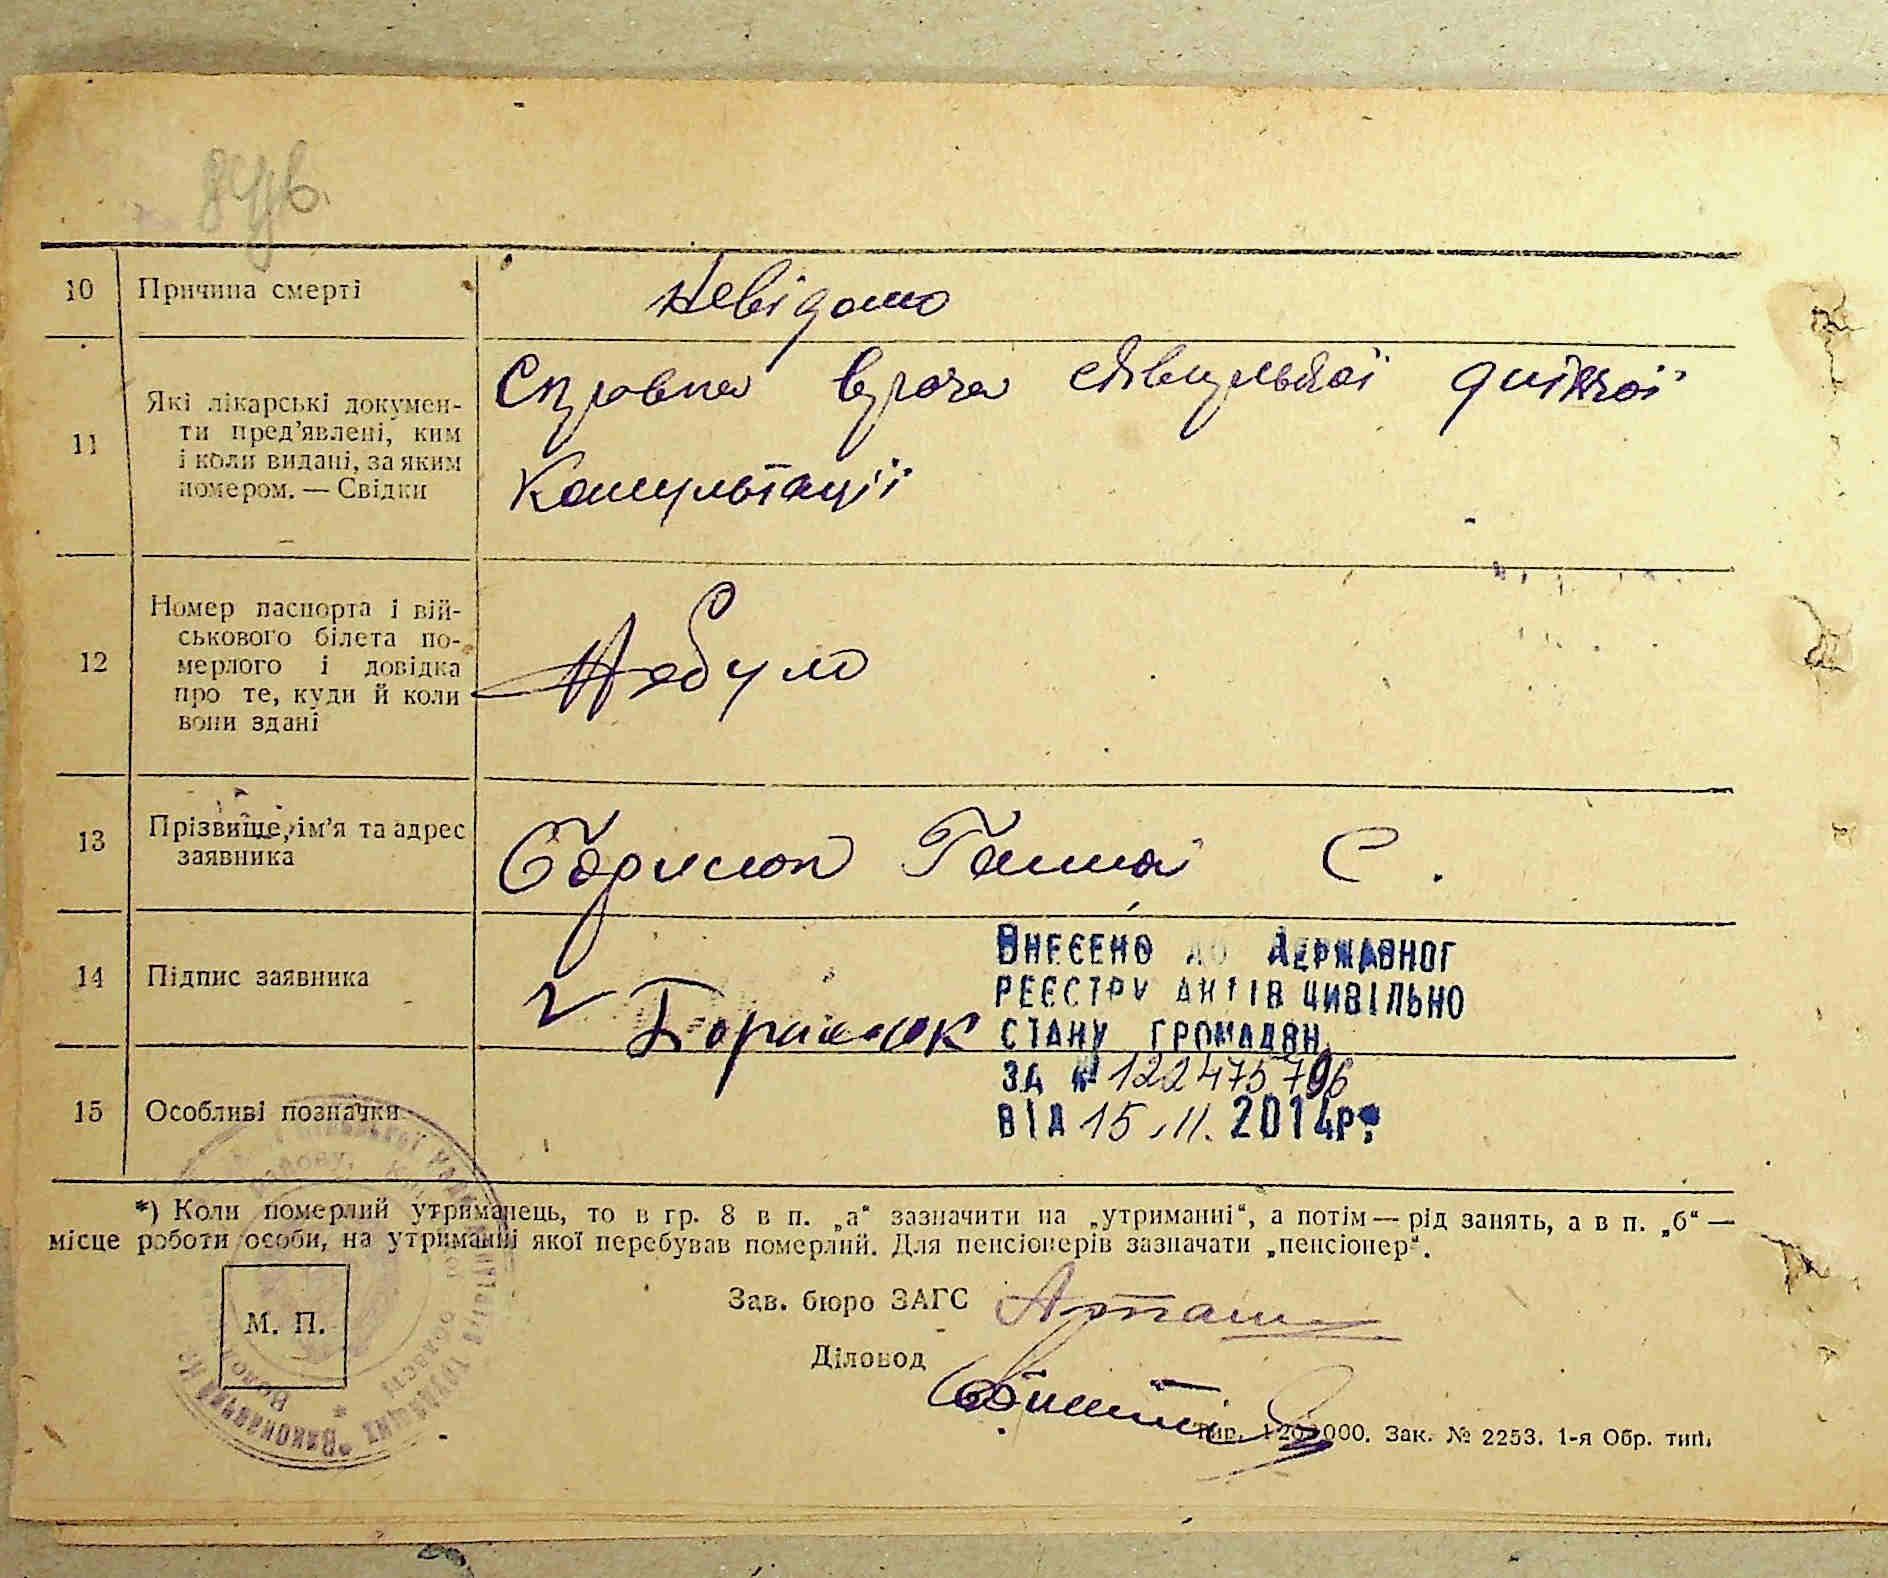 10 Причина смерті невідомо
11 Які лікарські докумен-
ти пред'явлені, ким
і коли видані, за яким
номером. — Свідки
Справка врача
Консультації
12 Номер паспорта і вій-
ськового білета по-
мерлого і довідка
про те, куди й коли
вони здані
Небуло
13 Прізвище, ім'я та адрес
заявника
Ганна С.
14 Підпис заявника
Внесено до Державног
реєстру актів цивільно
стану громадян
за № 122475796
від 15.11.2014р.
15 Особливі позначки
*) Коли померлий утриманець, то в гр. 8 в п. „а“ зазначити на „утриманні“, а потім — рід занять, а в п. „б“ —
місце роботи особи, на утриманні якої перебував померлий. Для пенсіонерів зазначати „пенсіонер“.
М. П.
Зав. бюро ЗАГС
Діловод
Зак. № 2253. 1-я Обр. тип.